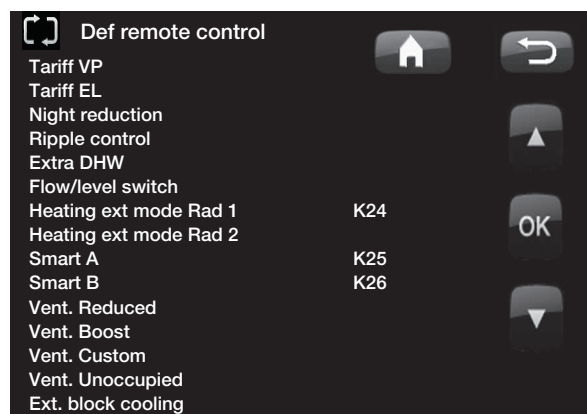 Def remote control
Tariff VP
Tariff EL
Night reduction
Ripple control
Extra DHW
Flow/level switch
Heating ext mode Rad 1 K24
Heating ext mode Rad 2
Smart A K25
Smart B K26
Vent. Reduced
Vent. Boost
Vent. Custom
Vent. Unoccupied
Ext. block cooling
OK